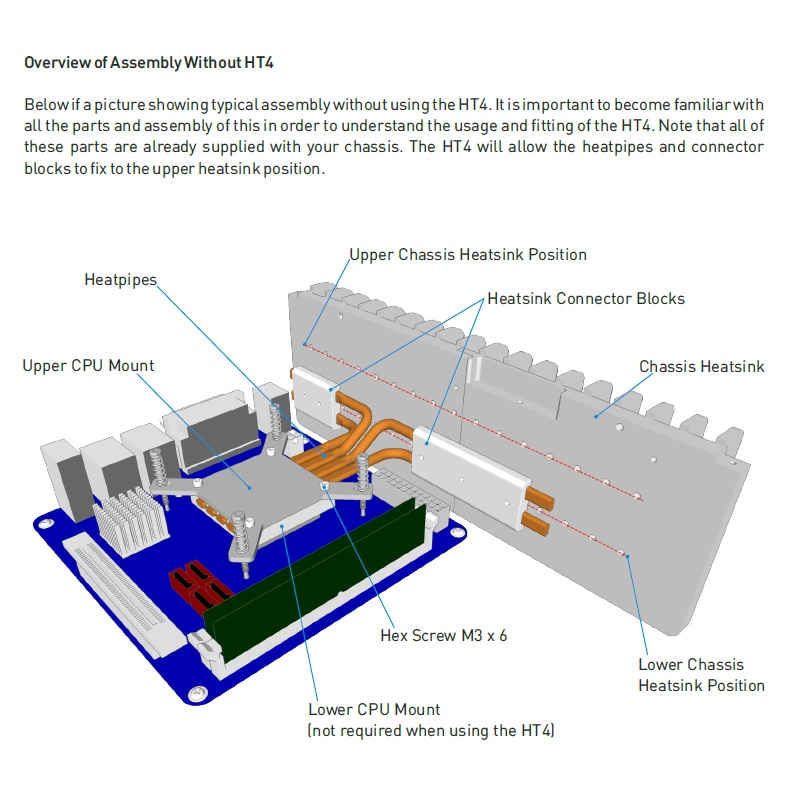 Overview of Assembly Without HT4
Below if a picture showing typical assembly without using the HT4. It is important to become familiar with
all the parts and assembly of this in order to understand the usage and fitting of the HT4. Note that all of
these parts are already supplied with your chassis. The HT4 will allow the heatpipes and connector
blocks to fix to the upper heatsink position.
Upper Chassis Heatsink Position
Heatpipes
Heatsink Connector Blocks
Upper CPU Mount
Chassis Heatsink
Hex Screw M3 x 6
Lower Chassis
Heatsink Position
Lower CPU Mount
(not required when using the HT4)